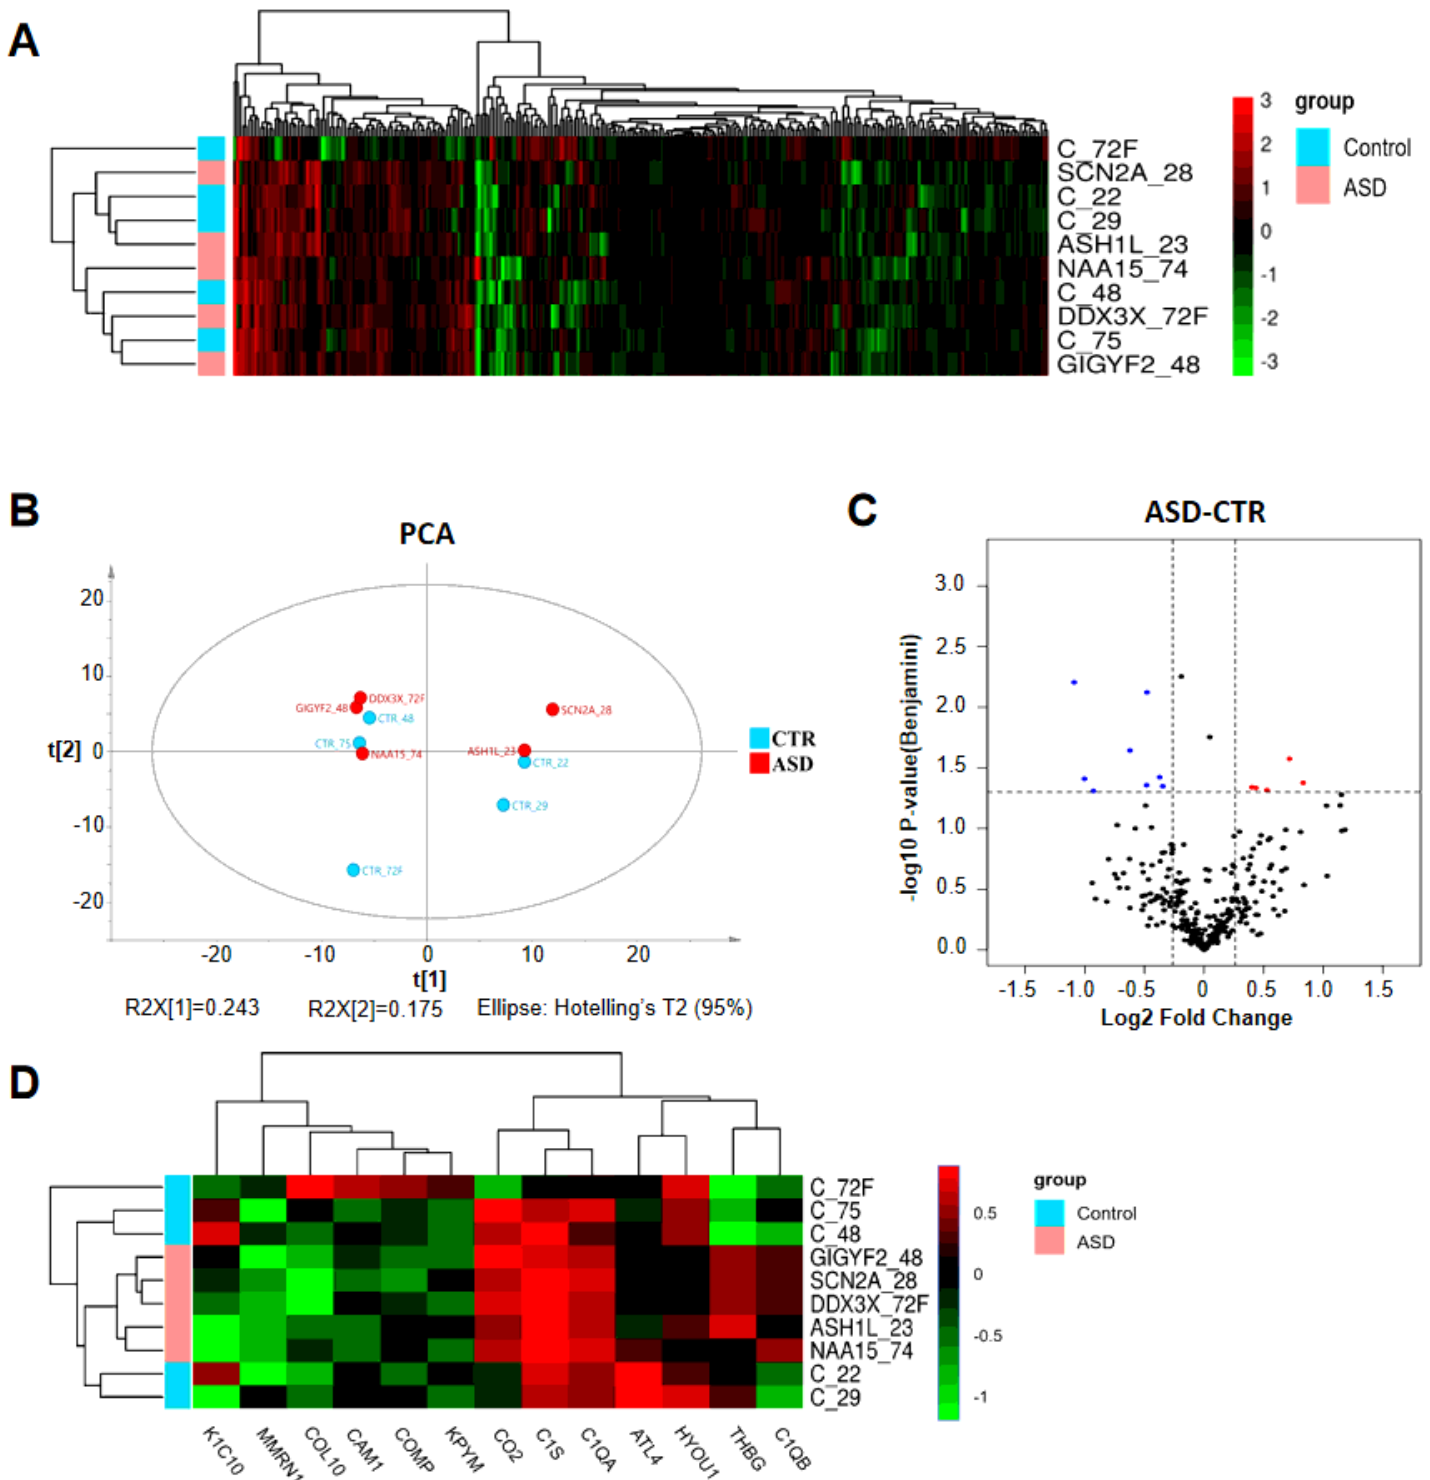 A
C_72F
SCN2A_28
C_22
C_29
ASH1L_23
NAA15_74
C_48
DDX3X_72F
C_75
GIGYF2_48
3
2
1
0
-1
-2
-3
group
Control
ASD
B
PCA
20
10
0
-10
-20
t[2]
DDX3X_72F
GIGYF2_48
CTR_48
CTR_75
NAA15_74
SCN2A_28
ASH1L_23
CTR_22
CTR_29
CTR_72F
CTR
ASD
-20
-10
0
10
20
t[1]
R2X[1]=0.243
R2X[2]=0.175
Ellipse: Hotelling's T2 (95%)
C
ASD-CTR
3.0
2.5
2.0
1.5
1.0
0.5
0.0
-log10 P-value(Benjamini)
-1.5
-1.0
-0.5
0
0.5
1.0
1.5
Log2 Fold Change
D
C_72F
C_75
C_48
GIGYF2_48
SCN2A_28
DDX3X_72F
ASH1L_23
NAA15_74
C_22
C_29
K1C10
MMRN1
COL10
CAM1
COMP
KPYM
CO2
C1S
C1QA
ATL4
HYOU1
THBG
C1QB
0.5
0
-0.5
-1
group
Control
ASD